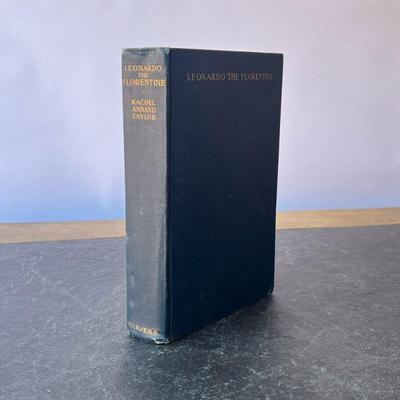 LEONARDO
THE
FLORENTINE
RACHEL
ANNAND
TAYLOR
HARPERS
LEONARDO THE FLORENTINE